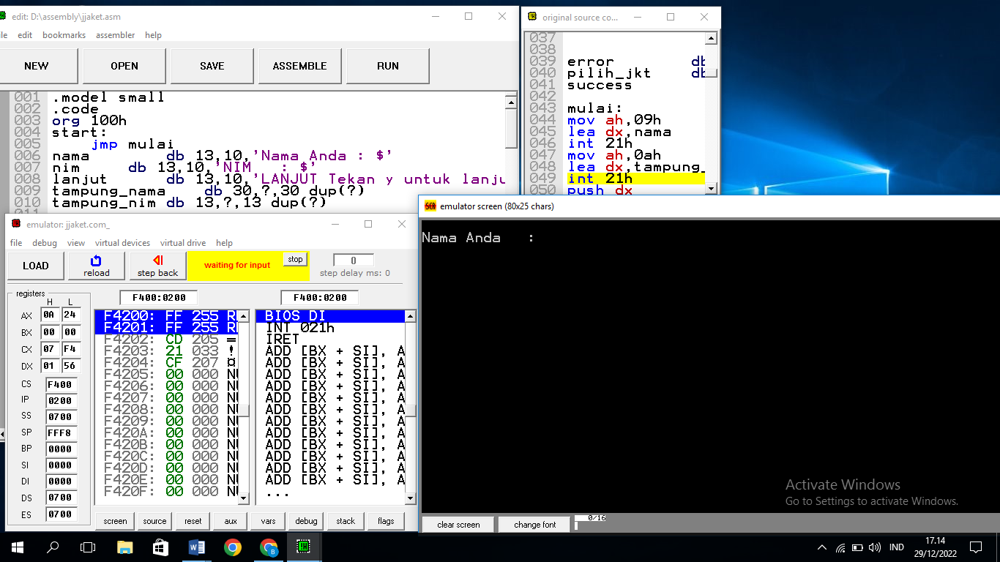 edit: D:\assembly\jjaket.asm
edit bookmarks assembler help
NEW OPEN SAVE ASSEMBLE RUN
001 .model small
002 .code
003 org 100h
004 start:
005 jmp mulai
006 nama db 13,10,'Nama Anda : $'
007 nim db 13,10,'NIM : $'
008 lanjut db 13,10,'LANJUT Tekan y untuk lanju
009 tampung_nama db 30,?,30 dup(?)
010 tampung_nim db 13,?,13 dup(?)
original source co...
037
038
039 error db
040 pilih_jkt db
041 success
042
043 mulai:
044 mov ah,09h
045 lea dx,nama
046 int 21h
047 mov ah,0ah
048 lea dx,tampung_
049 int 21h
050 push dx
emulator: jjaket.com_
file debug view virtual devices virtual drive help
LOAD reload step back waiting for input stop 0
step delay ms: 0
registers
H L
AX 0A 24
BX 00 00
CX 07 F4
DX 01 56
CS F400
IP 0200
SS 0700
SP FFF8
BP 0000
SI 0000
DI 0000
DS 0700
ES 0700
F400:0200
F4200: FF 255 R
F4201: FF 255 R
F4202: CD 205 =
F4203: 21 033 !
F4204: CF 207 ¤
F4205: 00 000 NU
F4206: 00 000 NU
F4207: 00 000 NU
F4208: 00 000 NU
F4209: 00 000 NU
F420A: 00 000 NU
F420B: 00 000 NU
F420C: 00 000 NU
F420D: 00 000 NU
F420E: 00 000 NU
F420F: 00 000 NU
F400:0200
BIOS DI
INT 021h
IRET
ADD [BX + SI], A
ADD [BX + SI], A
ADD [BX + SI], A
ADD [BX + SI], A
ADD [BX + SI], A
ADD [BX + SI], A
ADD [BX + SI], A
ADD [BX + SI], A
ADD [BX + SI], A
ADD [BX + SI], A
ADD [BX + SI], A
ADD [BX + SI], A
...
screen source reset aux vars debug stack flags
emulator screen (80x25 chars)
Nama Anda :
clear screen change font 0/16
Activate Windows
Go to Settings to activate Windows.
IND
17.14
29/12/2022